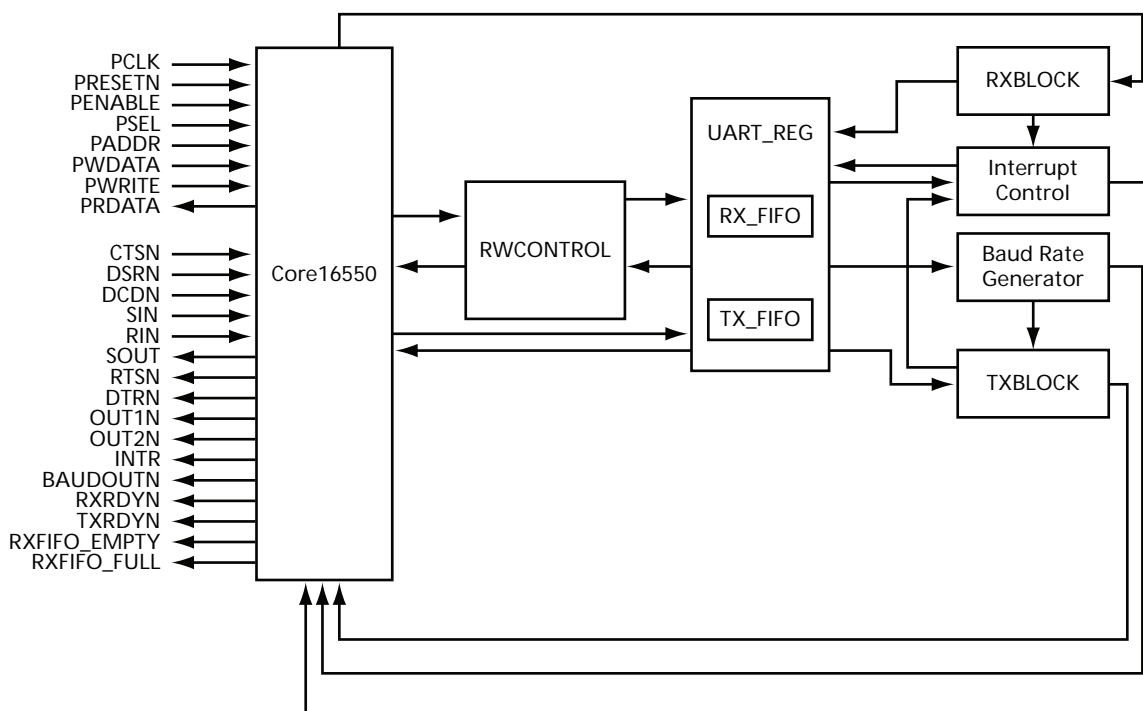 PCLK
PRESETN
PENABLE
PSEL
PADDR
PWDATA
PWRITE
PRDATA
CTSN
DSRN
DCDN
SIN
RIN
SOUT
RTSN
DTRN
OUT1N
OUT2N
INTR
BAUDOUTN
RXRDYN
TXRDYN
RXFIFO_EMPTY
RXFIFO_FULL
Core16550
RWCONTROL
UART_REG
RX_FIFO
TX_FIFO
RXBLOCK
Interrupt
Control
Baud Rate
Generator
TXBLOCK